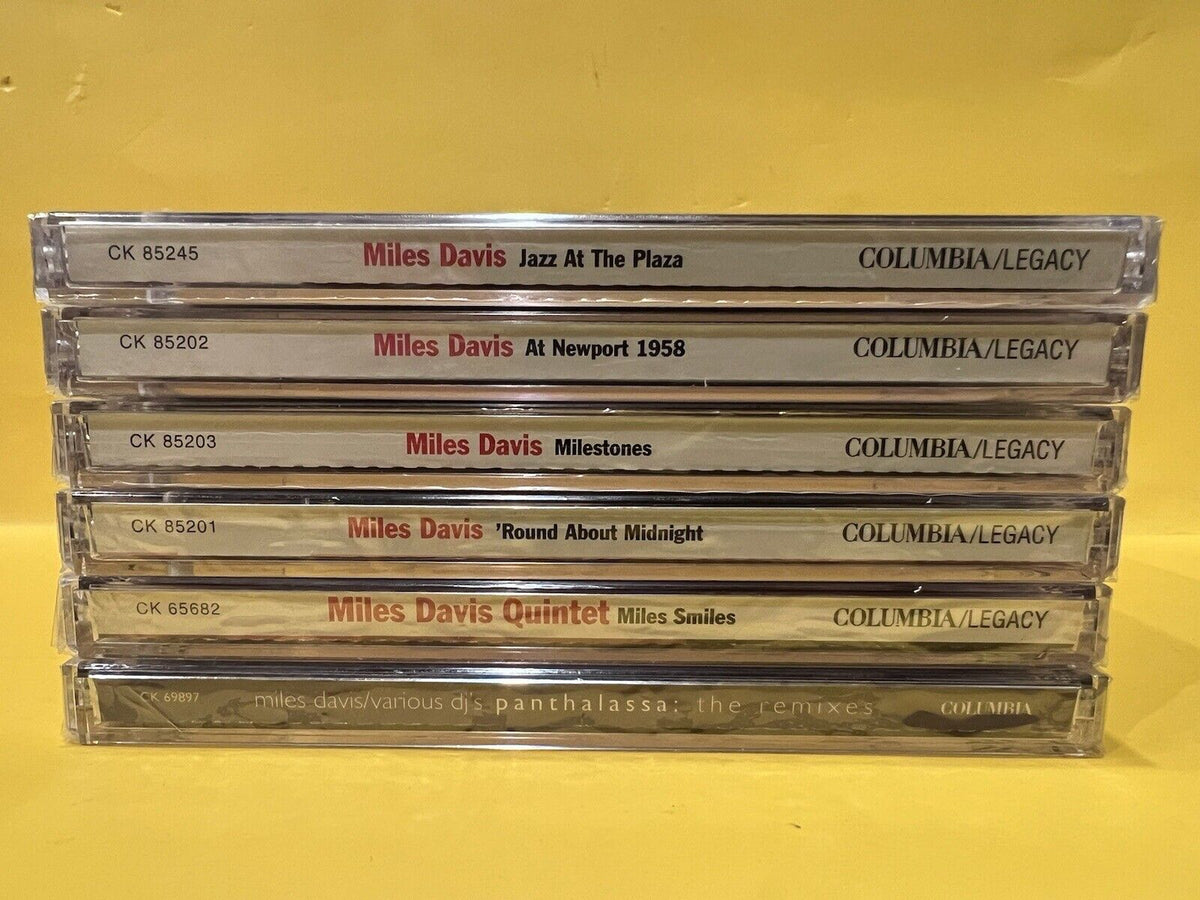 CK 85245 Miles Davis Jazz At The Plaza COLUMBIA/LEGACY
CK 85202 Miles Davis At Newport 1958 COLUMBIA/LEGACY
CK 85203 Miles Davis Milestones COLUMBIA/LEGACY
CK 85201 Miles Davis 'Round About Midnight COLUMBIA/LEGACY
CK 65682 Miles Davis Quintet Miles Smiles COLUMBIA/LEGACY
CK 69897 miles davis/various dj's panthalassa: the remixes COLUMBIA